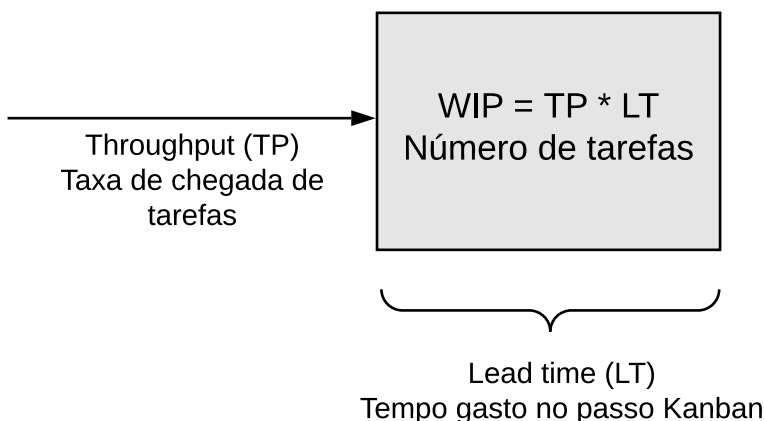 WIP = TP * LT
Número de tarefas
Throughput (TP)
Taxa de chegada de
tarefas
Lead time (LT)
Tempo gasto no passo Kanban